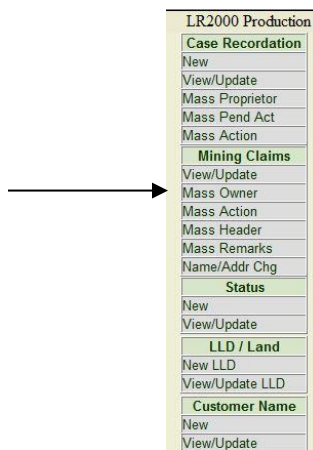 LR2000 Production
Case Recordation
New
View/Update
Mass Proprietor
Mass Pend Act
Mass Action
Mining Claims
View/Update
Mass Owner
Mass Action
Mass Header
Mass Remarks
Name/Addr Chg
Status
New
View/Update
LLD / Land
New LLD
View/Update LLD
Customer Name
New
View/Update